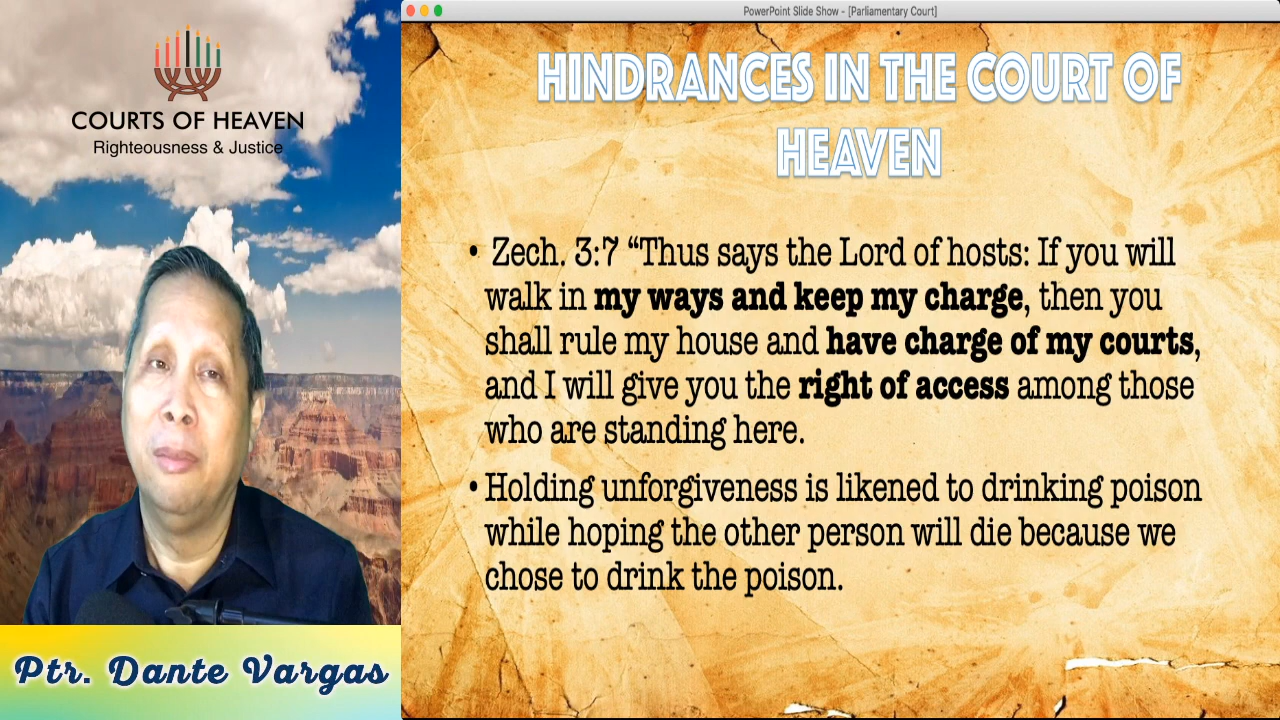 COURTS OF HEAVEN
Righteousness & Justice
Ptr. Dante Vargas
PowerPoint Slide Show - [Parliamentary Court]
HINDRANCES IN THE COURT OF
HEAVEN
• Zech. 3:7 “Thus says the Lord of hosts: If you will
walk in my ways and keep my charge, then you
shall rule my house and have charge of my courts,
and I will give you the right of access among those
who are standing here.
• Holding unforgiveness is likened to drinking poison
while hoping the other person will die because we
chose to drink the poison.